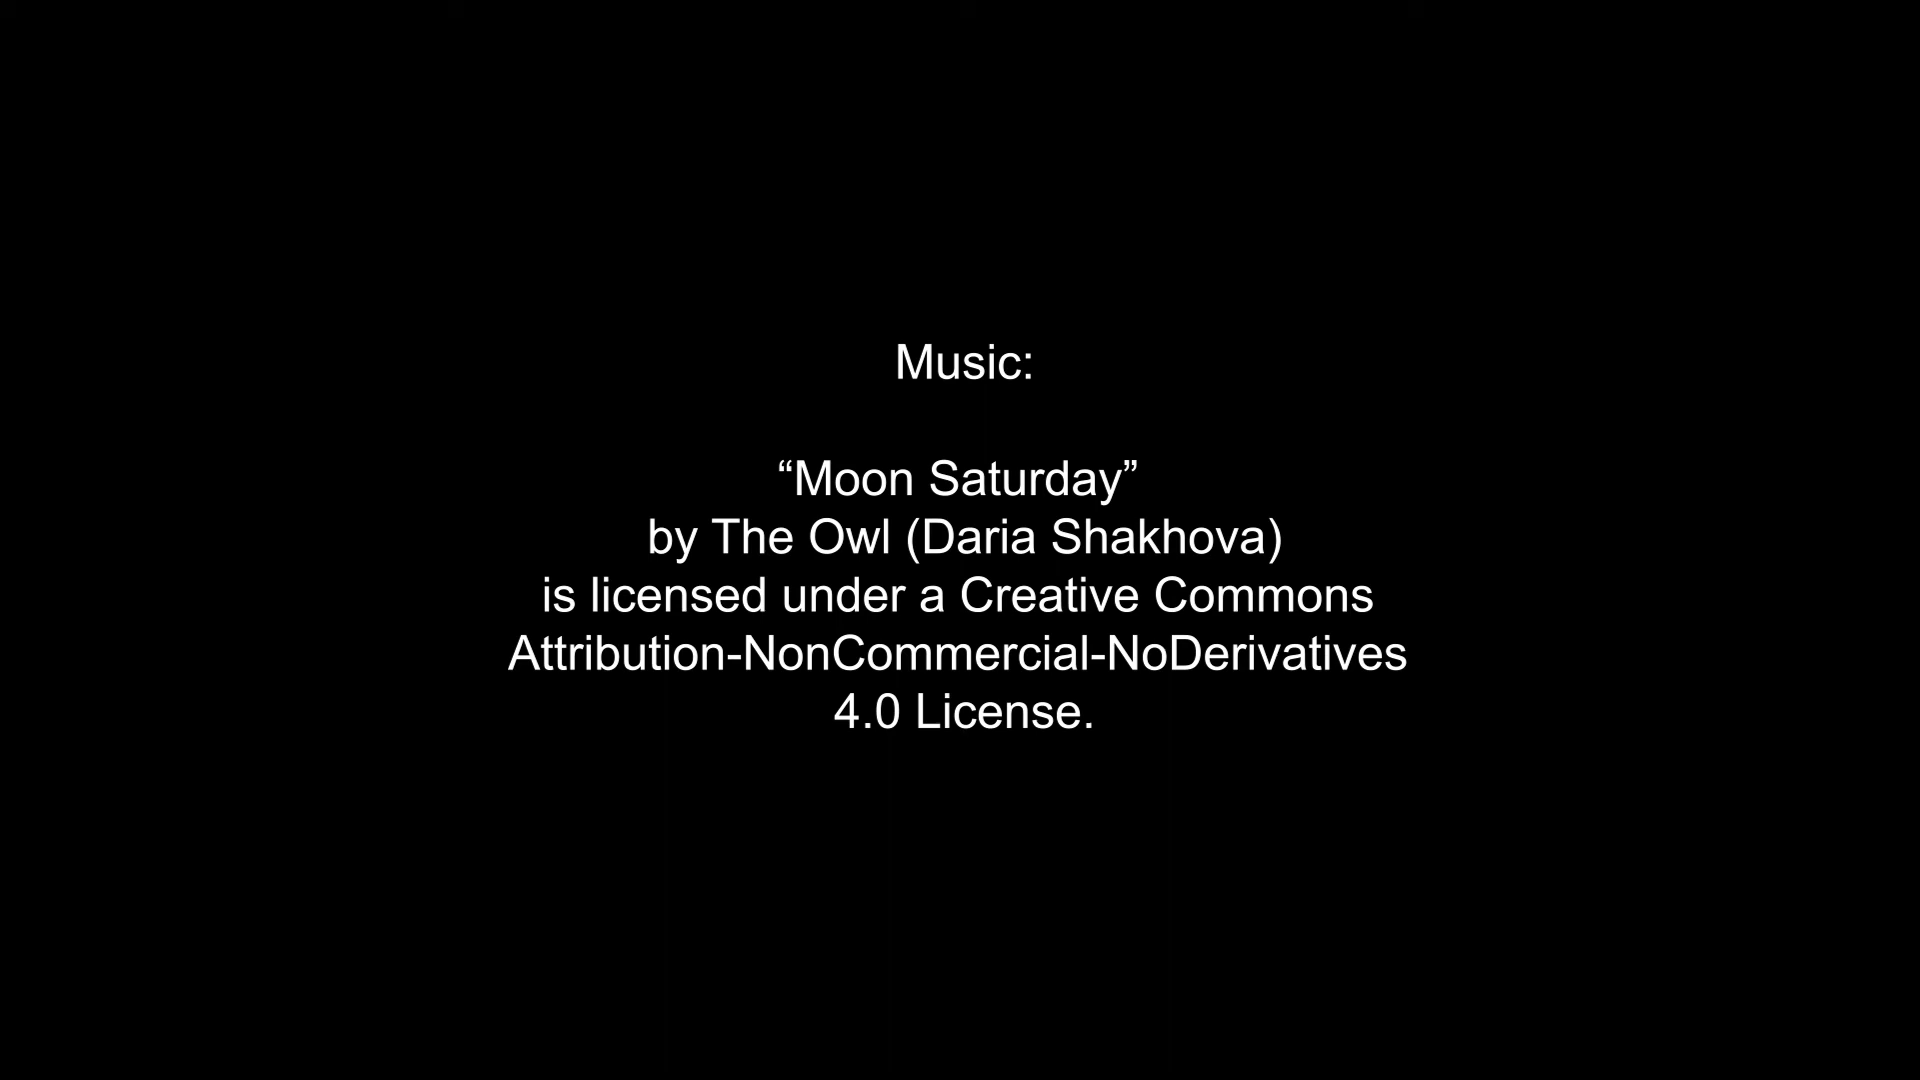 Music:
“Moon Saturday”
by The Owl (Daria Shakhova)
is licensed under a Creative Commons
Attribution-NonCommercial-NoDerivatives
4.0 License.